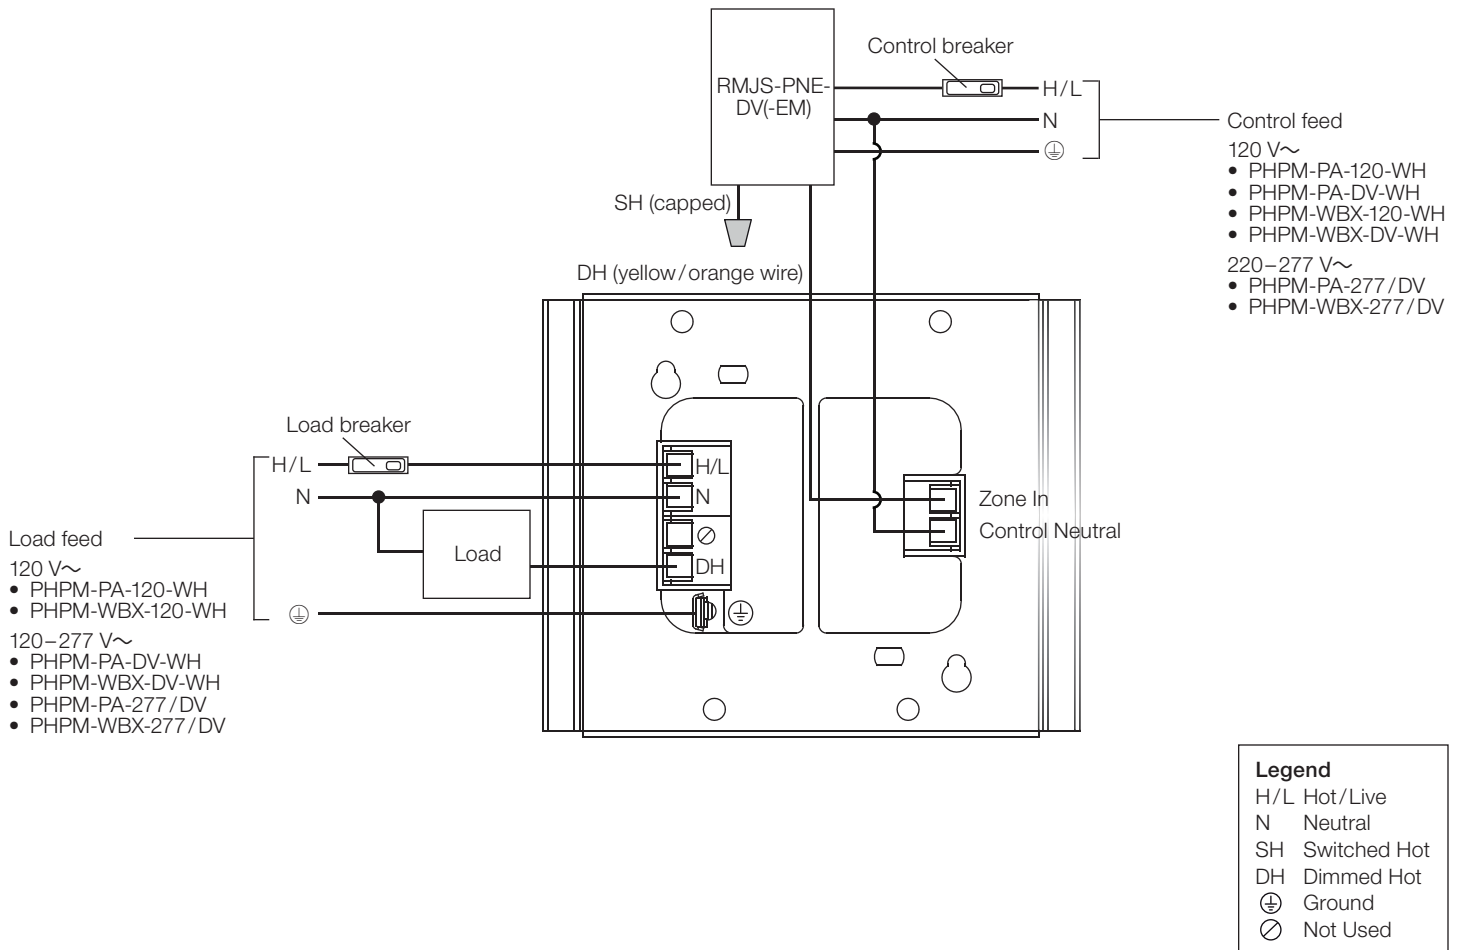 RMJS-PNE-
DV(-EM)
Control breaker
H/L
N
Control feed
120 V～
• PHPM-PA-120-WH
• PHPM-PA-DV-WH
• PHPM-WBX-120-WH
• PHPM-WBX-DV-WH
220–277 V～
• PHPM-PA-277/DV
• PHPM-WBX-277/DV
SH (capped)
DH (yellow/orange wire)
Load breaker
H/L
N
Load feed
120 V～
• PHPM-PA-120-WH
• PHPM-WBX-120-WH
120–277 V～
• PHPM-PA-DV-WH
• PHPM-WBX-DV-WH
• PHPM-PA-277/DV
• PHPM-WBX-277/DV
Load
H/L
N
DH
Zone In
Control Neutral
Legend
H/L Hot/Live
N Neutral
SH Switched Hot
DH Dimmed Hot
Ground
Not Used